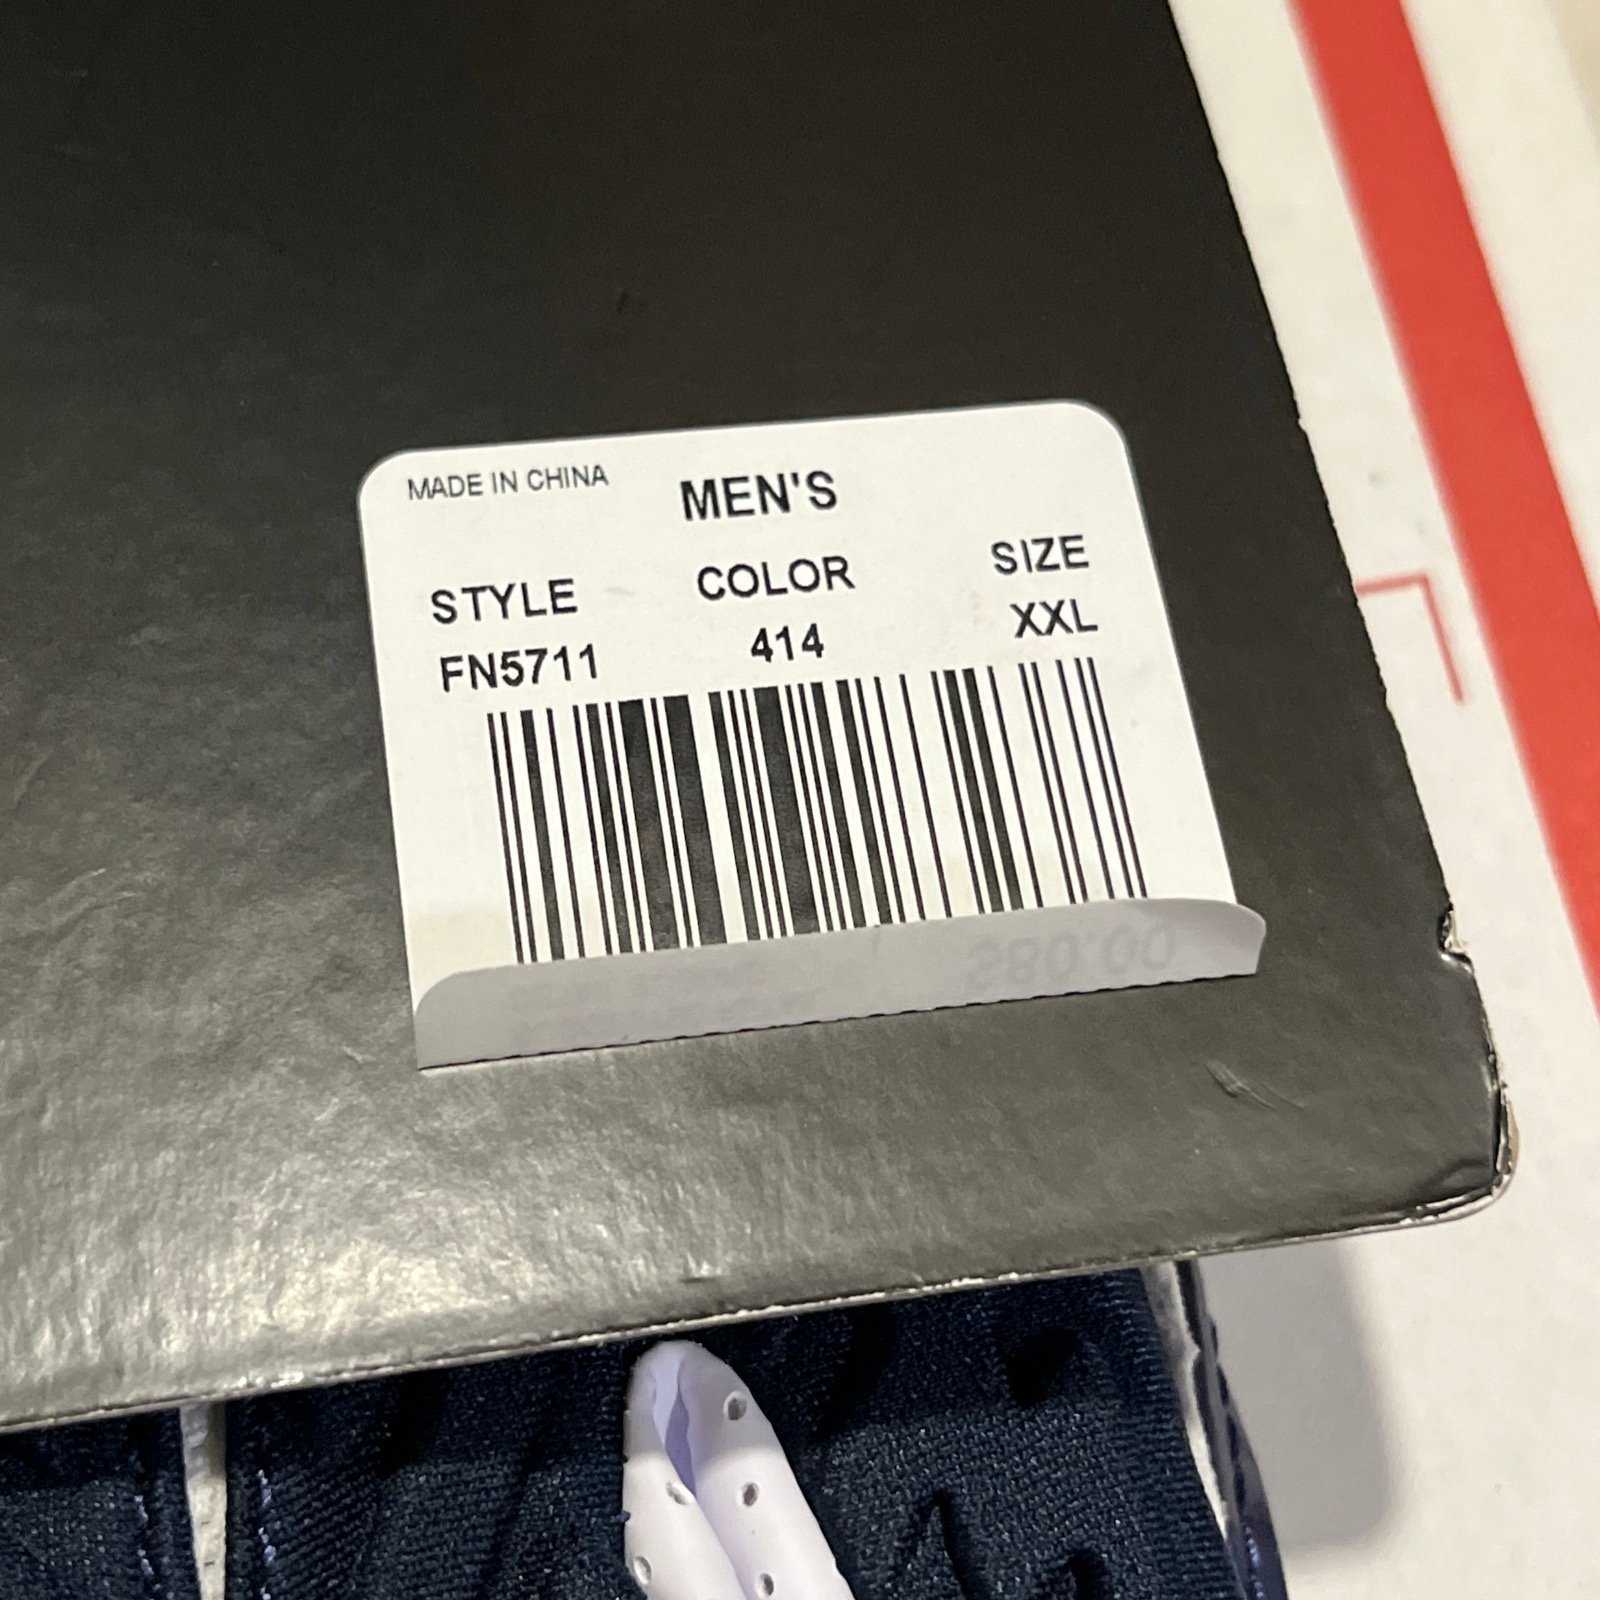 MADE IN CHINA
MEN'S
STYLE COLOR SIZE
FN5711 414 XXL